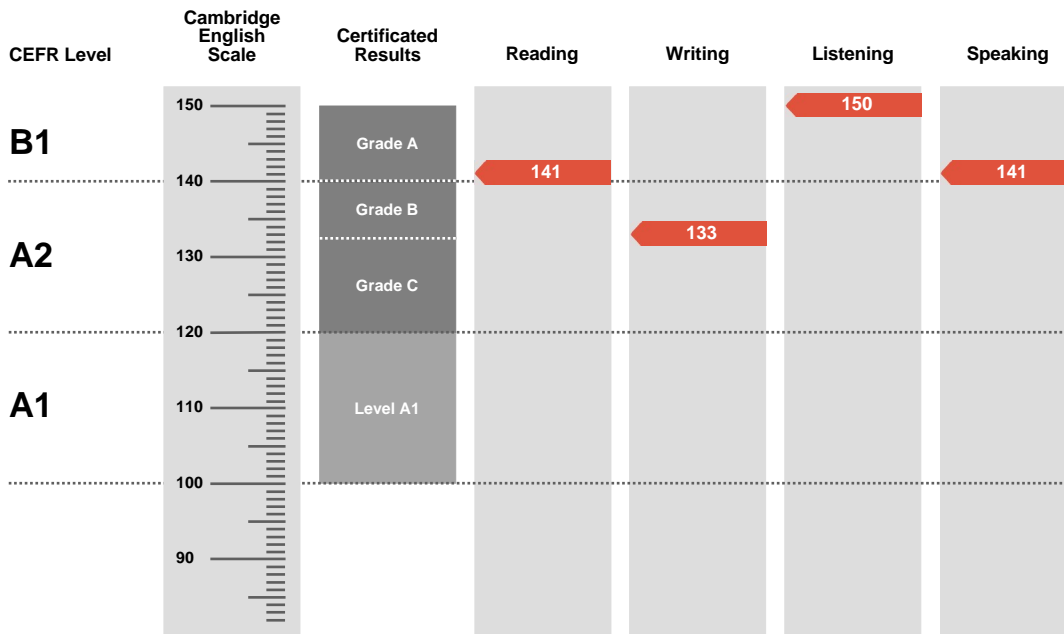 CEFR Level
Cambridge
English
Scale
Certificated
Results
Reading
Writing
Listening
Speaking
150
150
B1
Grade A
141
141
140
Grade B
133
A2
130
Grade C
120
A1
110
Level A1
100
90